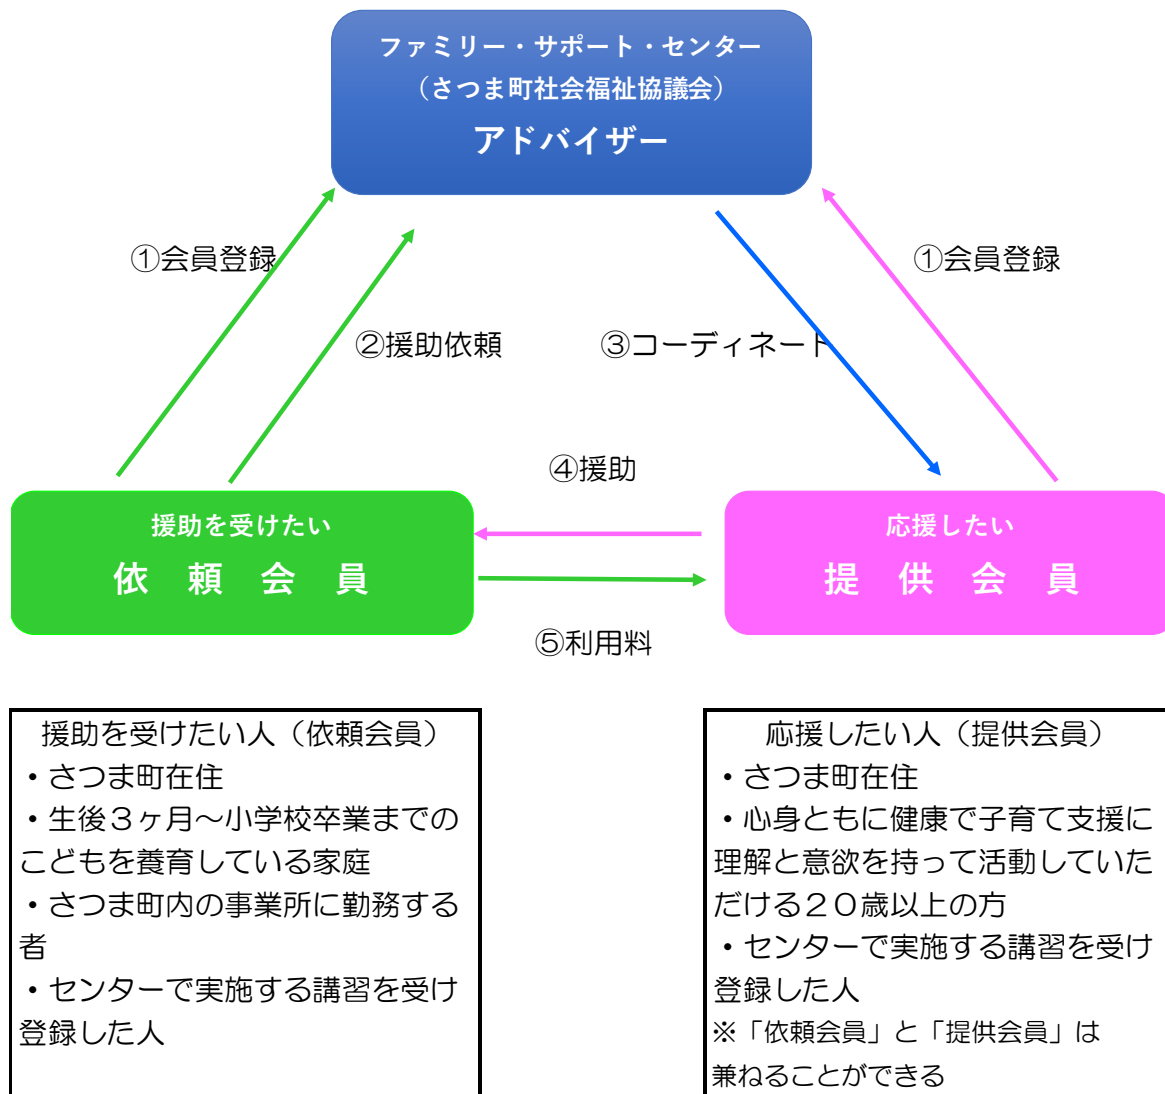 ファミリー・サポート・センター
（さつま町社会福祉協議会）
アドバイザー
①会員登録
①会員登録
②援助依頼
③コーディネート
④援助
援助を受けたい
依　頼　会　員
応援したい
提　供　会　員
⑤利用料
援助を受けたい人（依頼会員）
・さつま町在住
・生後３ヶ月～小学校卒業までの
こどもを養育している家庭
・さつま町内の事業所に勤務する
者
・センターで実施する講習を受け
登録した人
応援したい人（提供会員）
・さつま町在住
・心身ともに健康で子育て支援に
理解と意欲を持って活動していた
だける２０歳以上の方
・センターで実施する講習を受け
登録した人
※「依頼会員」と「提供会員」は
兼ねることができる